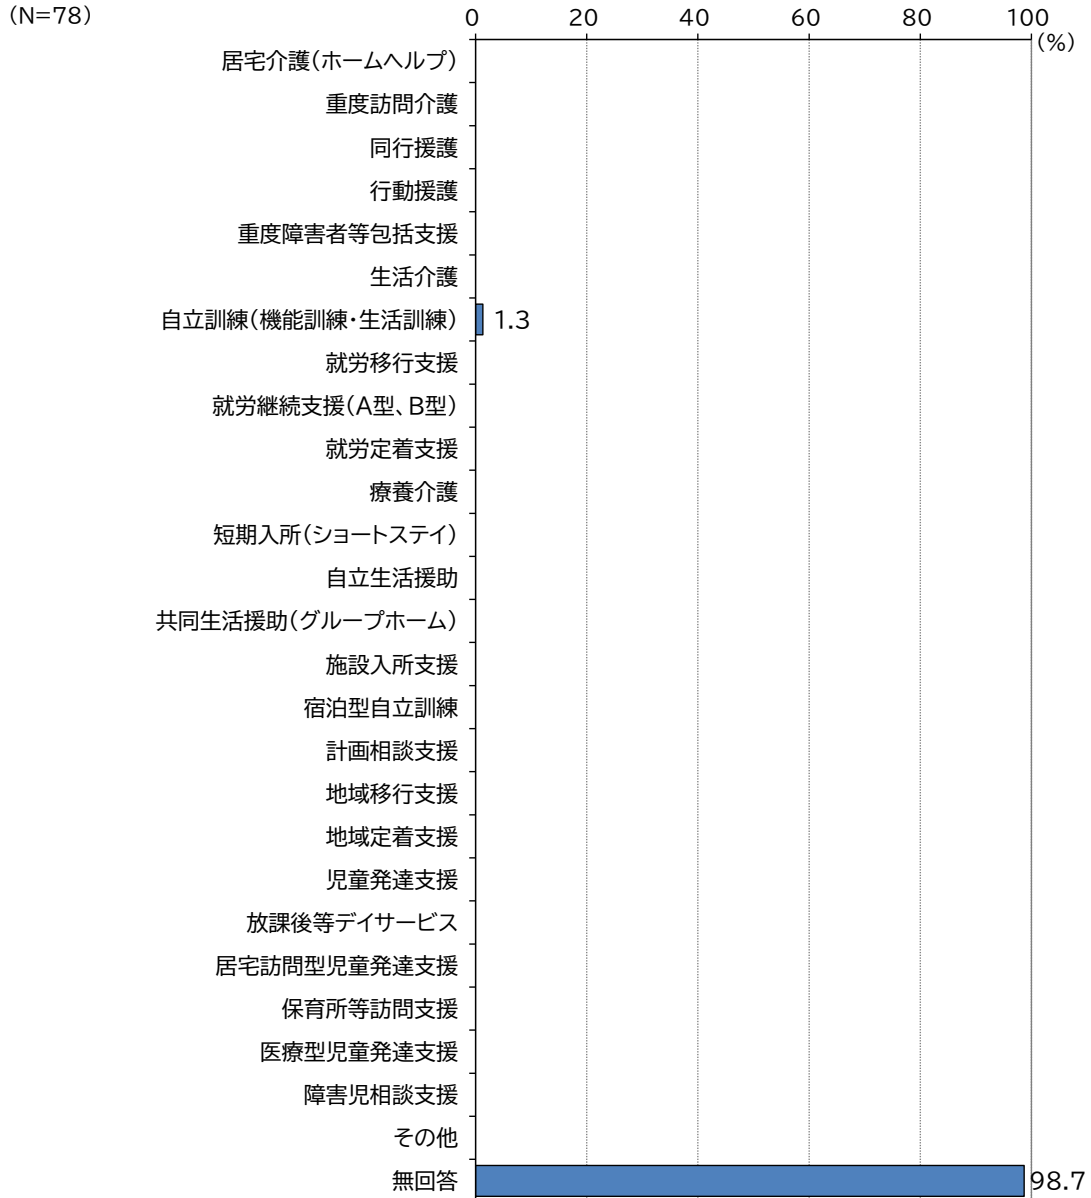 (N=78)
0 20 40 60 80 100
(%)
居宅介護(ホームヘルプ)
重度訪問介護
同行援護
行動援護
重度障害者等包括支援
生活介護
自立訓練(機能訓練・生活訓練) 1.3
就労移行支援
就労継続支援(A型、B型)
就労定着支援
療養介護
短期入所(ショートステイ)
自立生活援助
共同生活援助(グループホーム)
施設入所支援
宿泊型自立訓練
計画相談支援
地域移行支援
地域定着支援
児童発達支援
放課後等デイサービス
居宅訪問型児童発達支援
保育所等訪問支援
医療型児童発達支援
障害児相談支援
その他
無回答 98.7